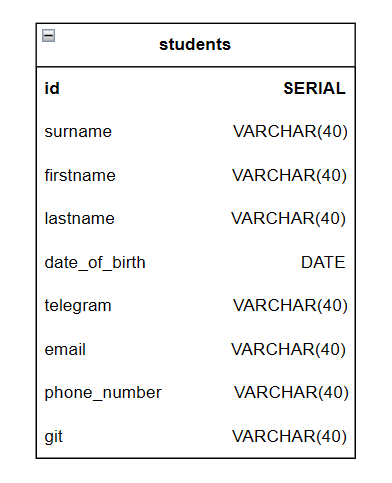 students
id SERIAL
surname VARCHAR(40)
firstname VARCHAR(40)
lastname VARCHAR(40)
date_of_birth DATE
telegram VARCHAR(40)
email VARCHAR(40)
phone_number VARCHAR(40)
git VARCHAR(40)